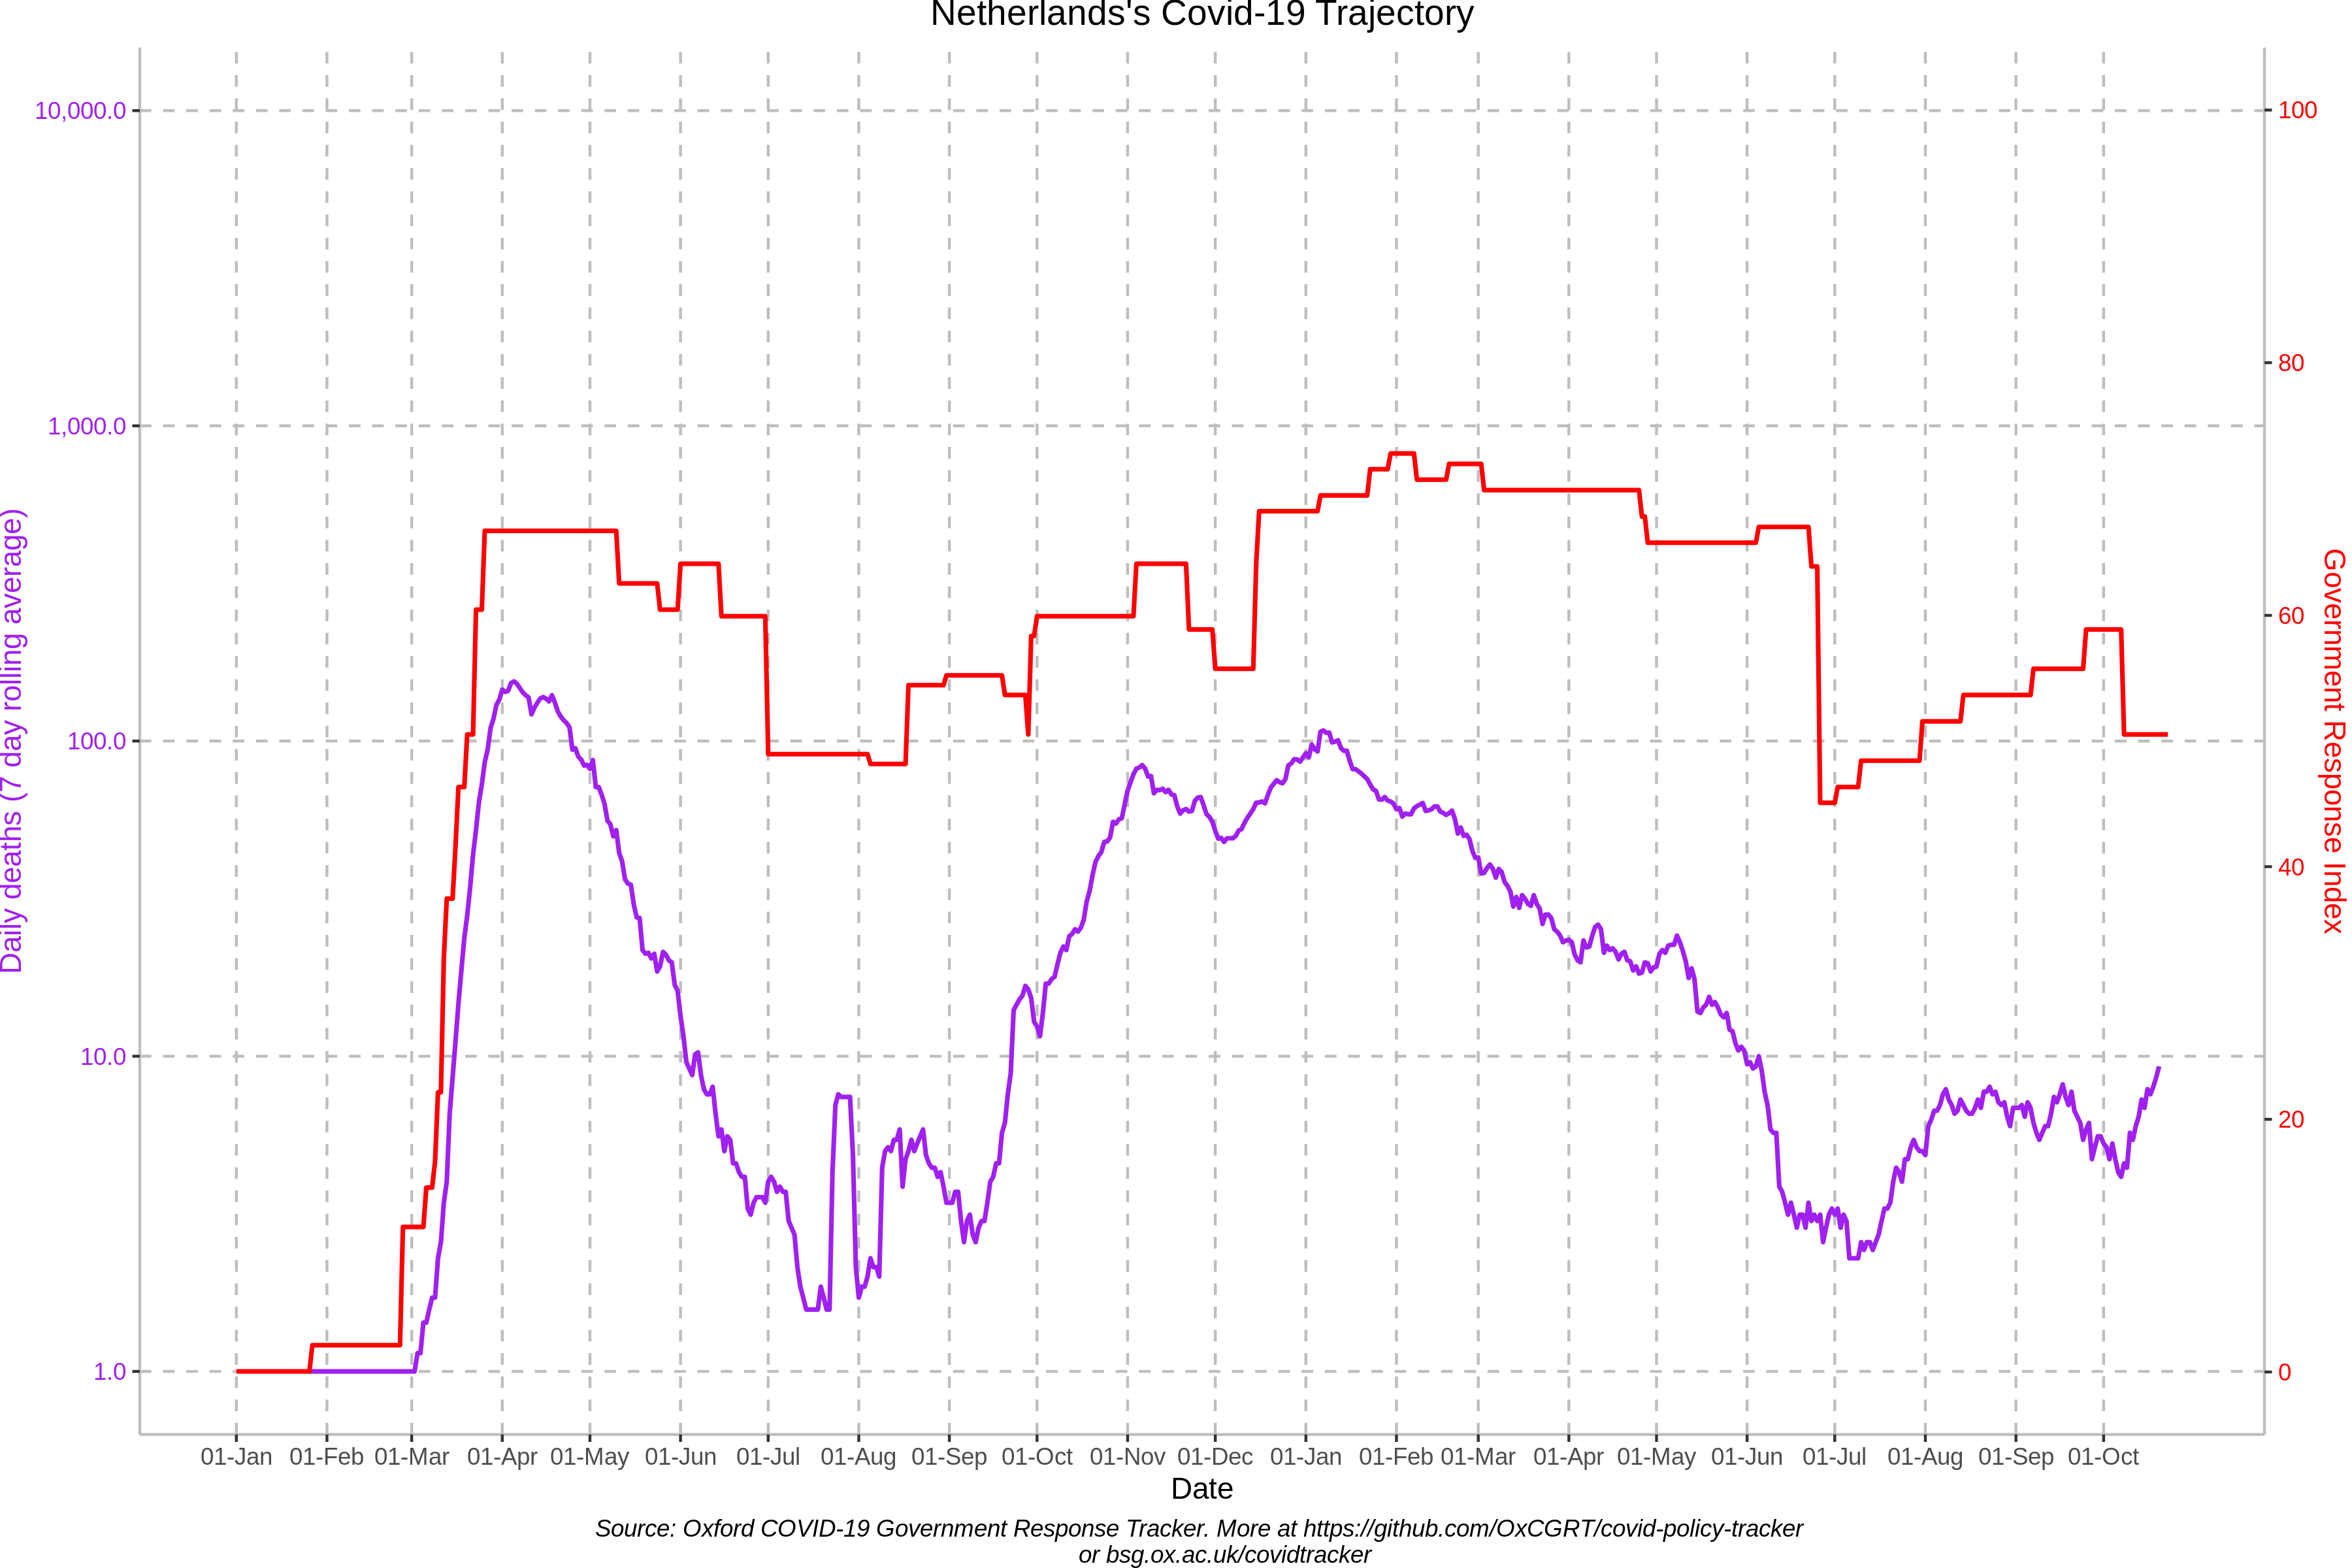 Netherlands's Covid-19 Trajectory
10,000.0
1,000.0
100.0
10.0
1.0
Daily deaths (7 day rolling average)
100
80
60
40
20
0
Government Response Index
01-Jan 01-Feb 01-Mar 01-Apr 01-May 01-Jun 01-Jul 01-Aug 01-Sep 01-Oct 01-Nov 01-Dec 01-Jan 01-Feb 01-Mar 01-Apr 01-May 01-Jun 01-Jul 01-Aug 01-Sep 01-Oct
Date
Source: Oxford COVID-19 Government Response Tracker. More at https://github.com/OxCGRT/covid-policy-tracker
or bsg.ox.ac.uk/covidtracker